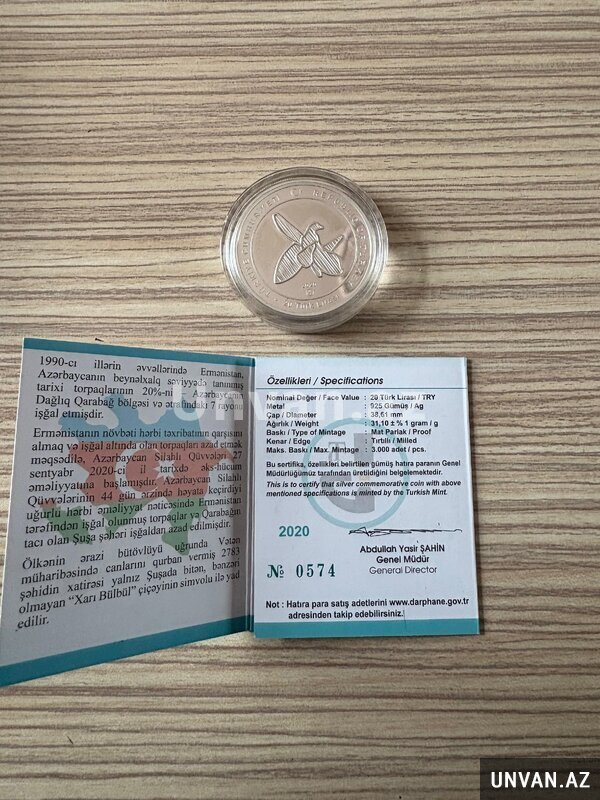 TÜRKİYE CUMHURİYETİ
20 Türk Lirası
1990-cı illərin əvvəllərində Ermənistan,
Azərbaycanın beynəlxalq səviyyədə tanınmış
tarixi torpaqlarının 20%-ni Azərbaycan
Dağlıq Qarabağ bölgəsi və ətrafındakı 7 rayonu
işğal etmişdir.
Ermənistanın növbəti hərbi təxribatının qarşısını
almaq və işğal altında olan torpaqları azad etmək
məqsədilə, Azərbaycan Silahlı Qüvvələri 27
sentyabr 2020-ci il tarixdə əks-hücum
əməliyyatına başlamışdır. Azərbaycan Silahlı
Qüvvələrinin 44 gün ərzində həyata keçirdiyi
uğurlu hərbi əməliyyat nəticəsində Ermənistan
tərəfindən işğal olunmuş torpaqlar və Qarabağın
tacı olan Şuşa şəhəri işğaldan azad edilmişdir.
Ölkənin ərazi bütövlüyü uğrunda Vətən
müharibəsində canlarını qurban vermiş 2783
şəhidin xatirəsi yalnız Şuşada bitən, bənzəri
olmayan “Xarı Bülbül” çiçəyinin simvolu ilə yad
edilir.
Özellikleri / Specifications
Nominal Değer / Face Value : 20 Türk Lirası / TRY
Metal : 925 Gümüş / Ag
Çap / Diameter : 38,61 mm
Ağırlık / Weight : 31,10 ± % 1 gram / g
Baskı / Type of Mintage : Mat Parlak / Proof
Kenar / Edge : Tırtıllı / Milled
Maks. Baskı / Max. Mintage : 3.000 adet / pcs.
Bu sertifika, özellikleri belirtilen gümüş hatıra paranın Genel
Müdürlüğümüz tarafından üretildiğini belgelemektedir.
This is to certify that silver commemorative coin with above
mentioned specifications is minted by the Turkish Mint.
2020
Abdullah Yasir ŞAHİN
Genel Müdür
General Director
№ 0574
Not : Hatıra para satış adetlerini www.darphane.gov.tr
adresinden takip edebilirsiniz.
Unvan.az
UNVAN.AZ